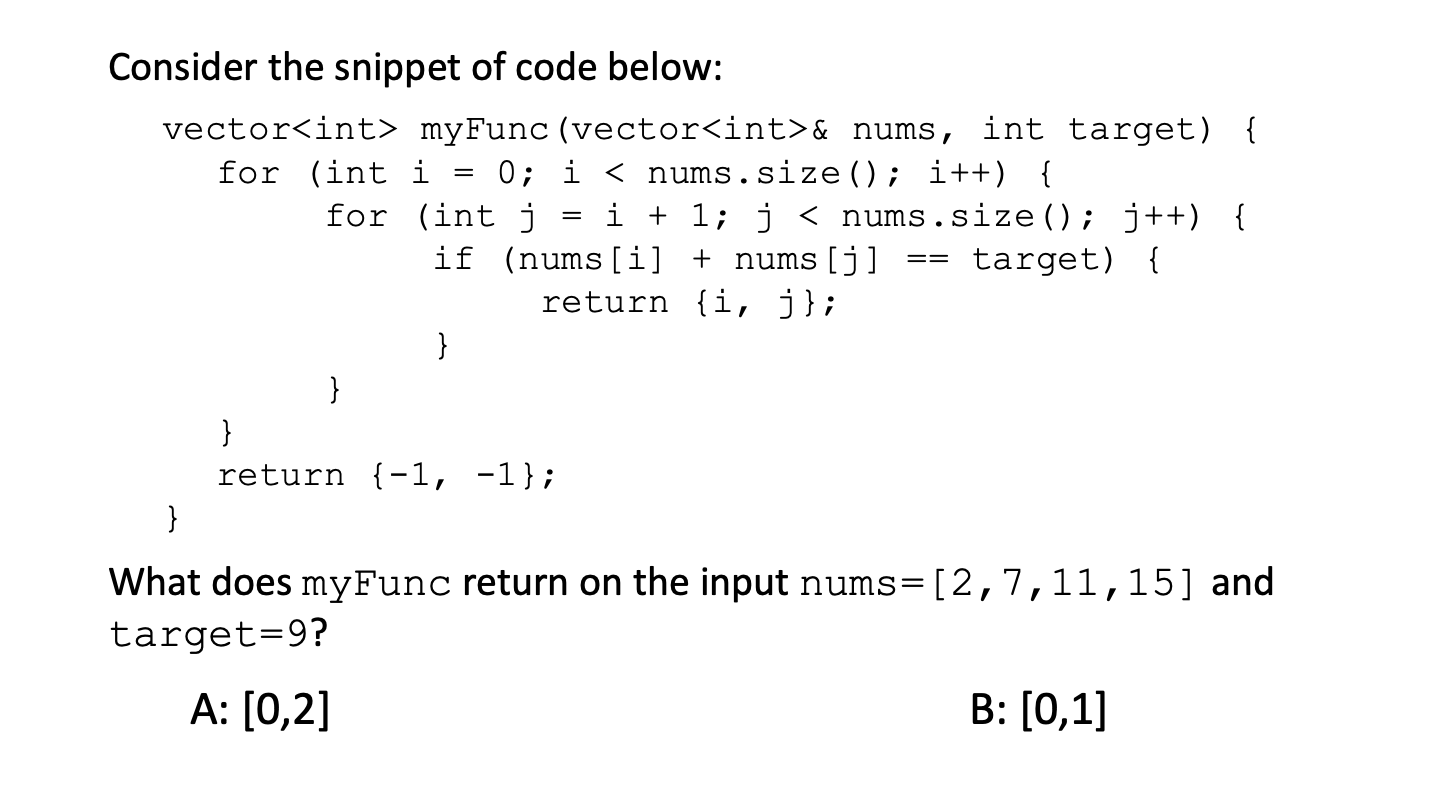 Consider the snippet of code below:
vector<int> myFunc(vector<int>& nums, int target) {
for (int i = 0; i < nums.size(); i++) {
for (int j = i + 1; j < nums.size(); j++) {
if (nums[i] + nums[j] == target) {
return {i, j};
}
}
}
return {-1, -1};
}
What does myFunc return on the input nums=[2,7,11,15] and
target=9?
A: [0,2]
B: [0,1]